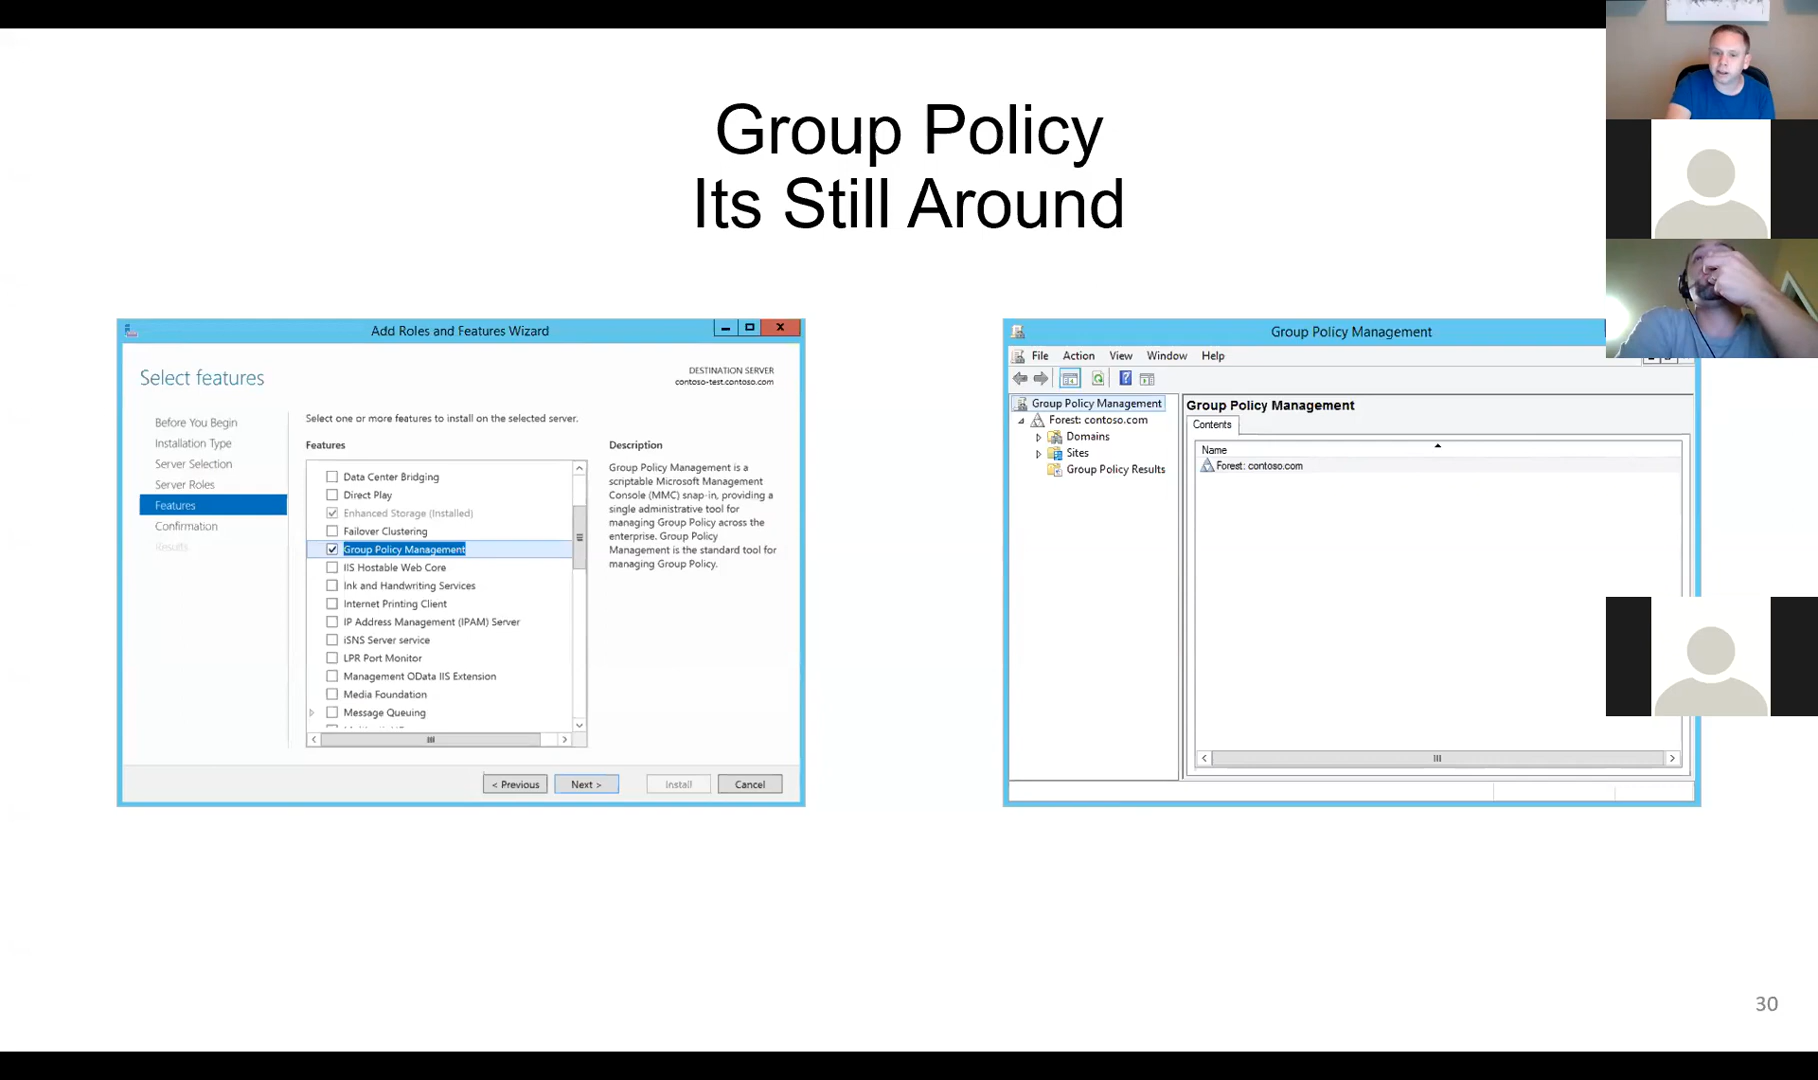 Group Policy
Its Still Around
Add Roles and Features Wizard
Select features
DESTINATION SERVER
contoso-test.contoso.com
Before You Begin
Installation Type
Server Selection
Server Roles
Features
Confirmation
Results
Select one or more features to install on the selected server.
Features
Data Center Bridging
Direct Play
Enhanced Storage (Installed)
Failover Clustering
Group Policy Management
IIS Hostable Web Core
Ink and Handwriting Services
Internet Printing Client
IP Address Management (IPAM) Server
iSNS Server service
LPR Port Monitor
Management OData IIS Extension
Media Foundation
Message Queuing
Description
Group Policy Management is a
scriptable Microsoft Management
Console (MMC) snap-in, providing a
single administrative tool for
managing Group Policy across the
enterprise. Group Policy
Management is the standard tool for
managing Group Policy.
< Previous
Next >
Install
Cancel
Group Policy Management
File Action View Window Help
Group Policy Management
Forest: contoso.com
Domains
Sites
Group Policy Results
Group Policy Management
Contents
Name
Forest: contoso.com
30